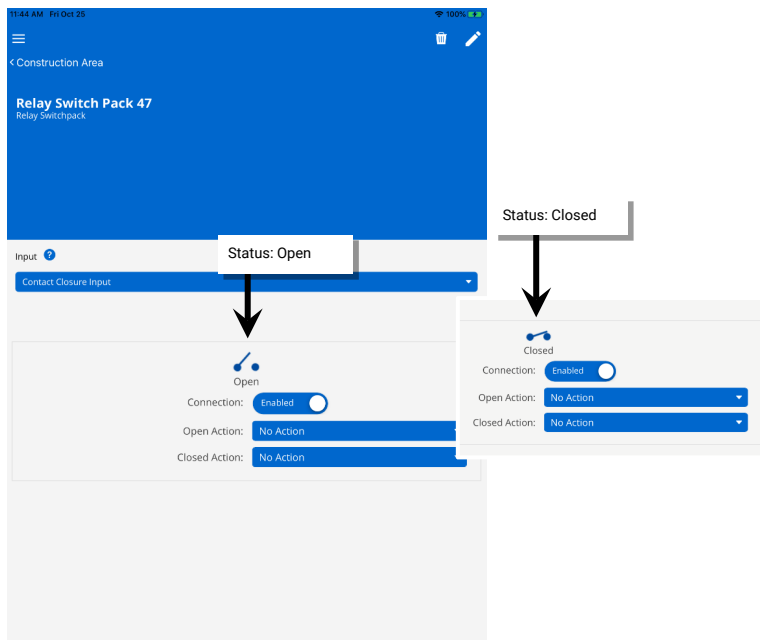 11:44 AM Fri Oct 25
100%
< Construction Area
Relay Switch Pack 47
Relay Switchpack
Status: Closed
Status: Open
Input ?
Contact Closure Input
Open
Connection: Enabled
Open Action: No Action
Closed Action: No Action
Closed
Connection: Enabled
Open Action: No Action
Closed Action: No Action